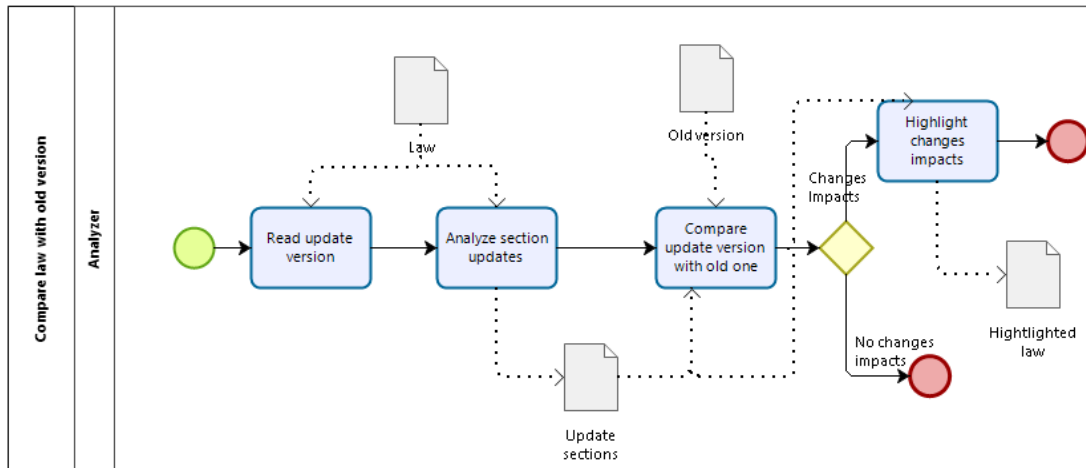 Compare law with old version
Analyzer
Law
Old version
Read update
version
Analyze section
updates
Compare
update version
with old one
Changes
Impacts
Highlight
changes
impacts
No changes
impacts
Hightlighted
law
Update
sections